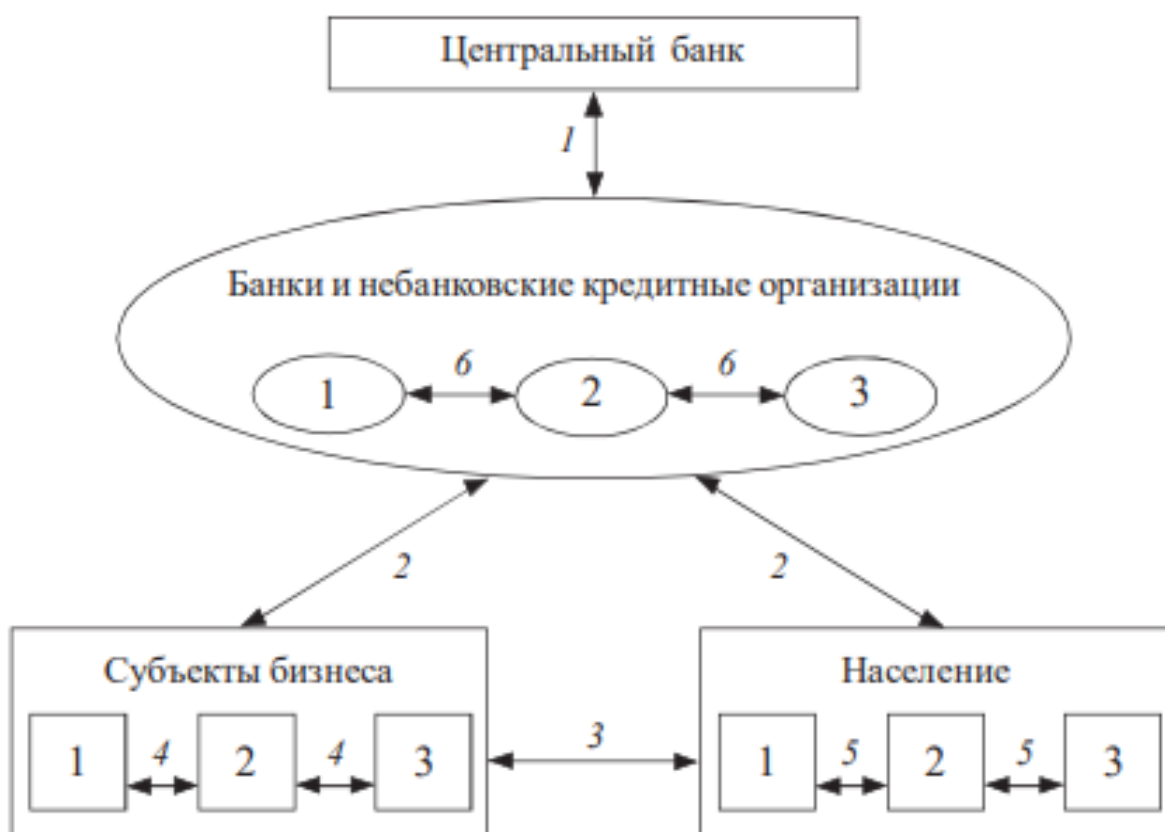 Центральный банк
1
Банки и небанковские кредитные организации
6 6
1 2 3
2 2
Субъекты бизнеса Население
3
4 4 5 5
1 2 3 1 2 3